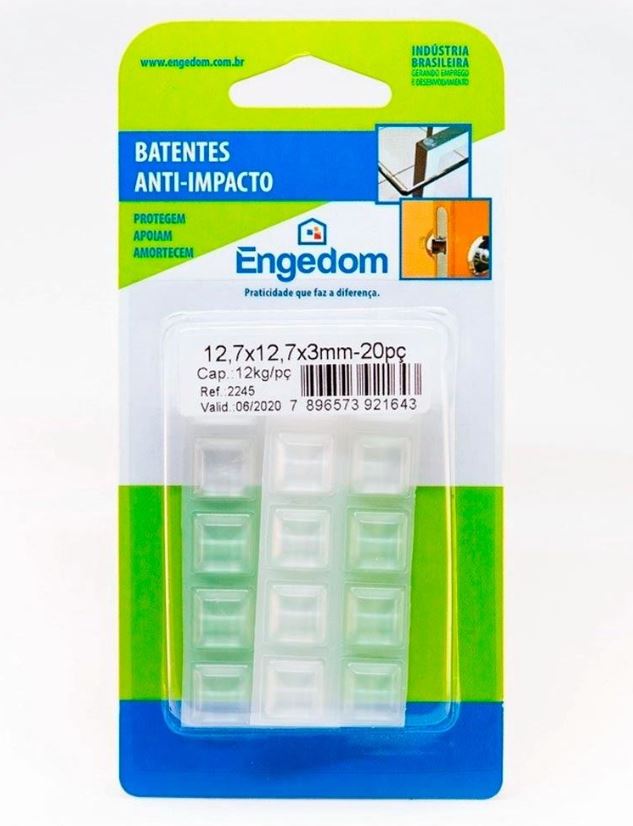 www.engedom.com.br
INDÚSTRIA
BRASILEIRA
GERANDO EMPREGO
E DESENVOLVIMENTO
BATENTES
ANTI-IMPACTO
PROTEGEM
APOIAM
AMORTECEM
Engedom
Praticidade que faz a diferença.
12,7x12,7x3mm-20pç
Cap.:12kg/pç
Ref.:2245
Valid.:06/2020 7 896573 921643